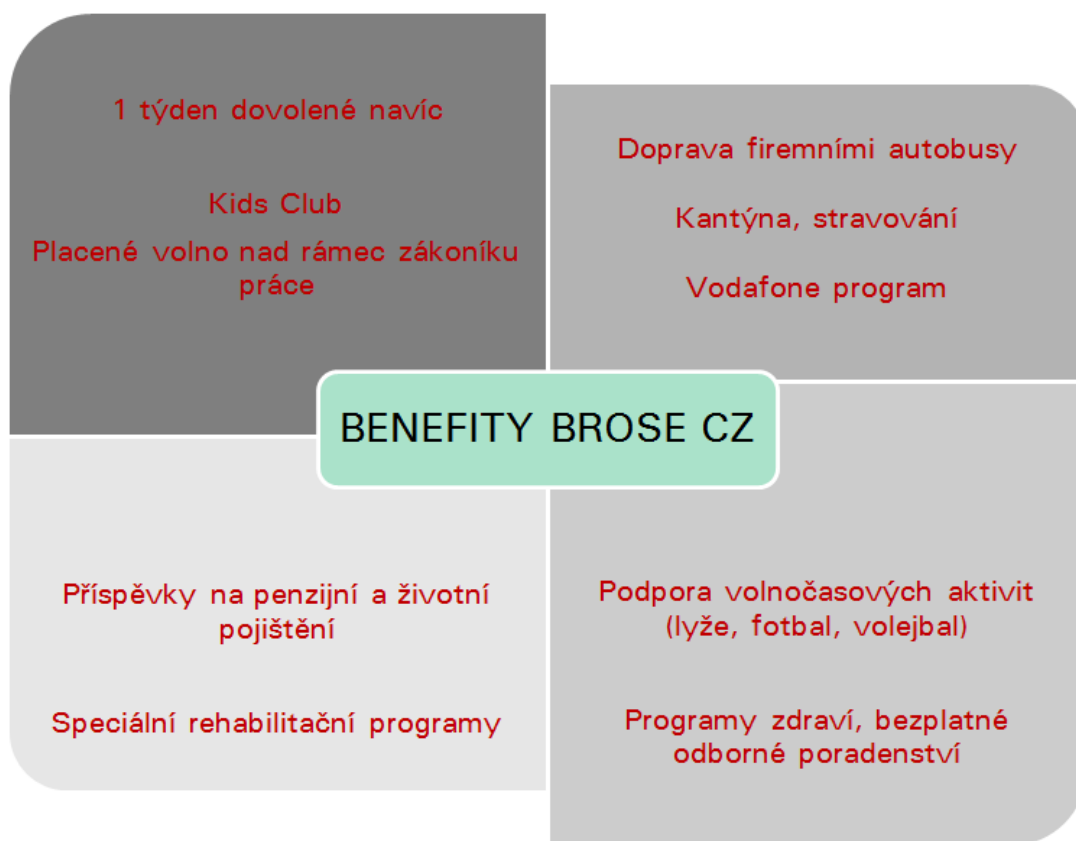 1 týden dovolené navíc
Kids Club
Placené volno nad rámec zákoníku
práce
Doprava firemními autobusy
Kantýna, stravování
Vodafone program
BENEFITY BROSE CZ
Příspěvky na penzijní a životní
pojištění
Speciální rehabilitační programy
Podpora volnočasových aktivit
(lyže, fotbal, volejbal)
Programy zdraví, bezplatné
odborné poradenství